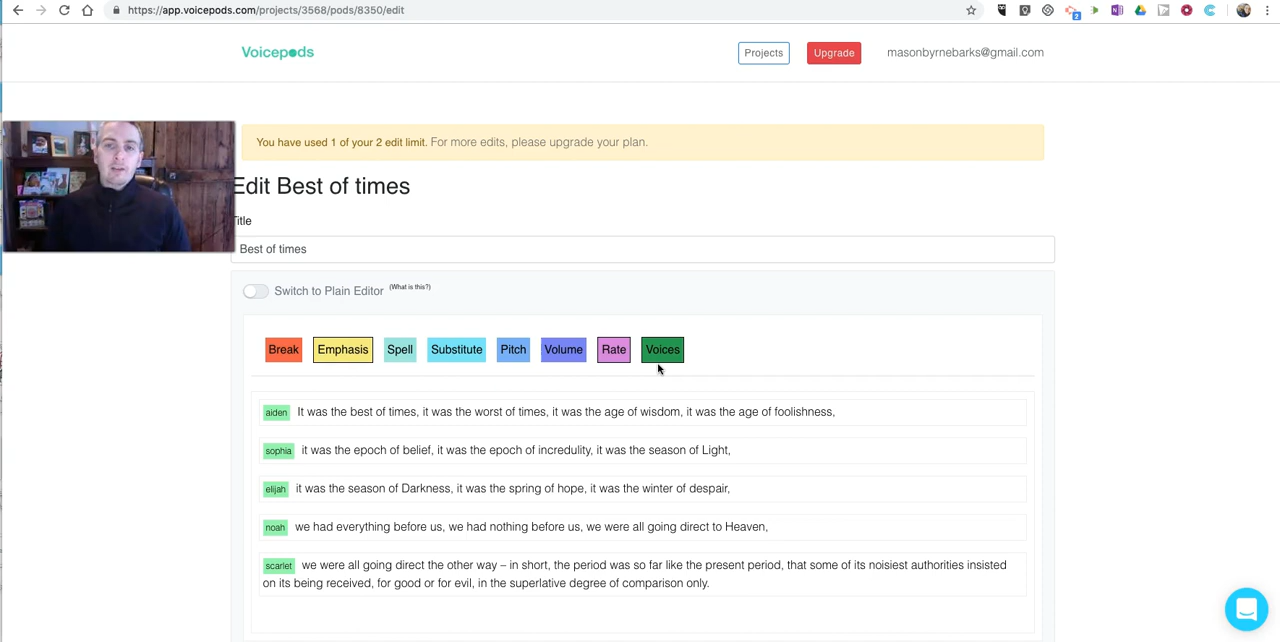 https://app.voicepods.com/projects/3568/pods/8350/edit
2
Voicepods
Projects
Upgrade
masonbyrnebarks@gmail.com
You have used 1 of your 2 edit limit. For more edits, please upgrade your plan.
Edit Best of times
Title
Best of times
Switch to Plain Editor (What is this?)
Break Emphasis Spell Substitute Pitch Volume Rate Voices
aiden It was the best of times, it was the worst of times, it was the age of wisdom, it was the age of foolishness,
sophia it was the epoch of belief, it was the epoch of incredulity, it was the season of Light,
elijah it was the season of Darkness, it was the spring of hope, it was the winter of despair,
noah we had everything before us, we had nothing before us, we were all going direct to Heaven,
scarlet we were all going direct the other way – in short, the period was so far like the present period, that some of its noisiest authorities insisted
on its being received, for good or for evil, in the superlative degree of comparison only.